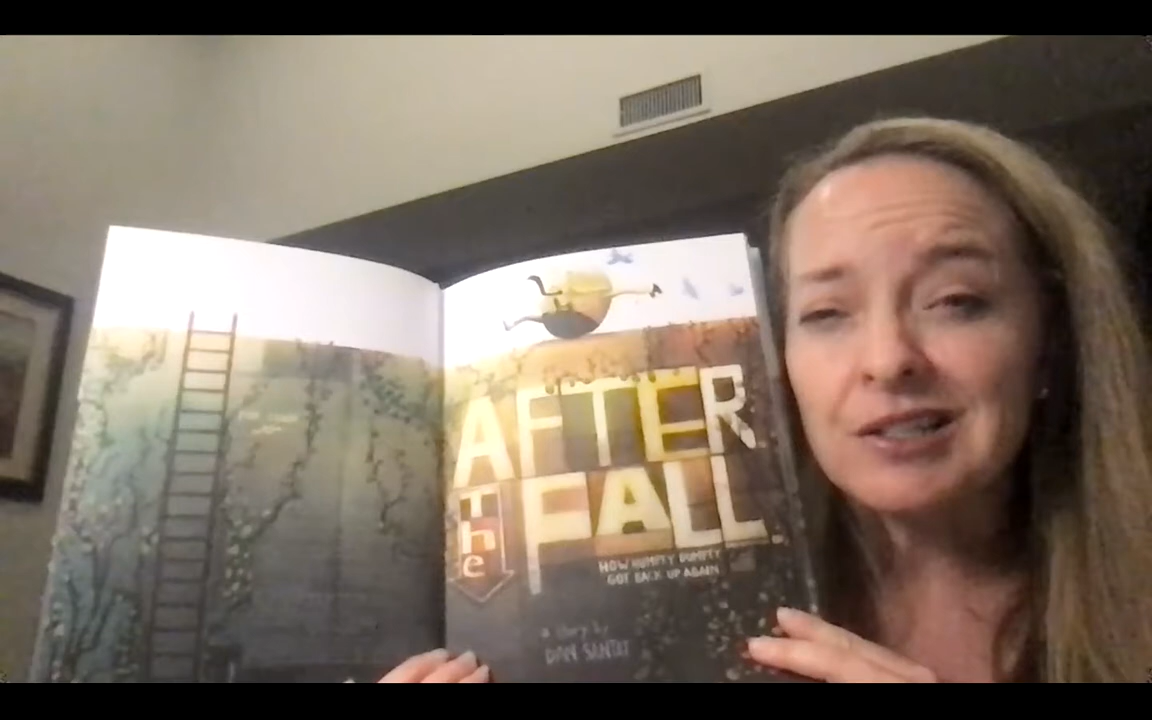 AFTER
The FALL
HOW HUMPTY DUMPTY
GOT BACK UP AGAIN
a story by
DAN SANTAT